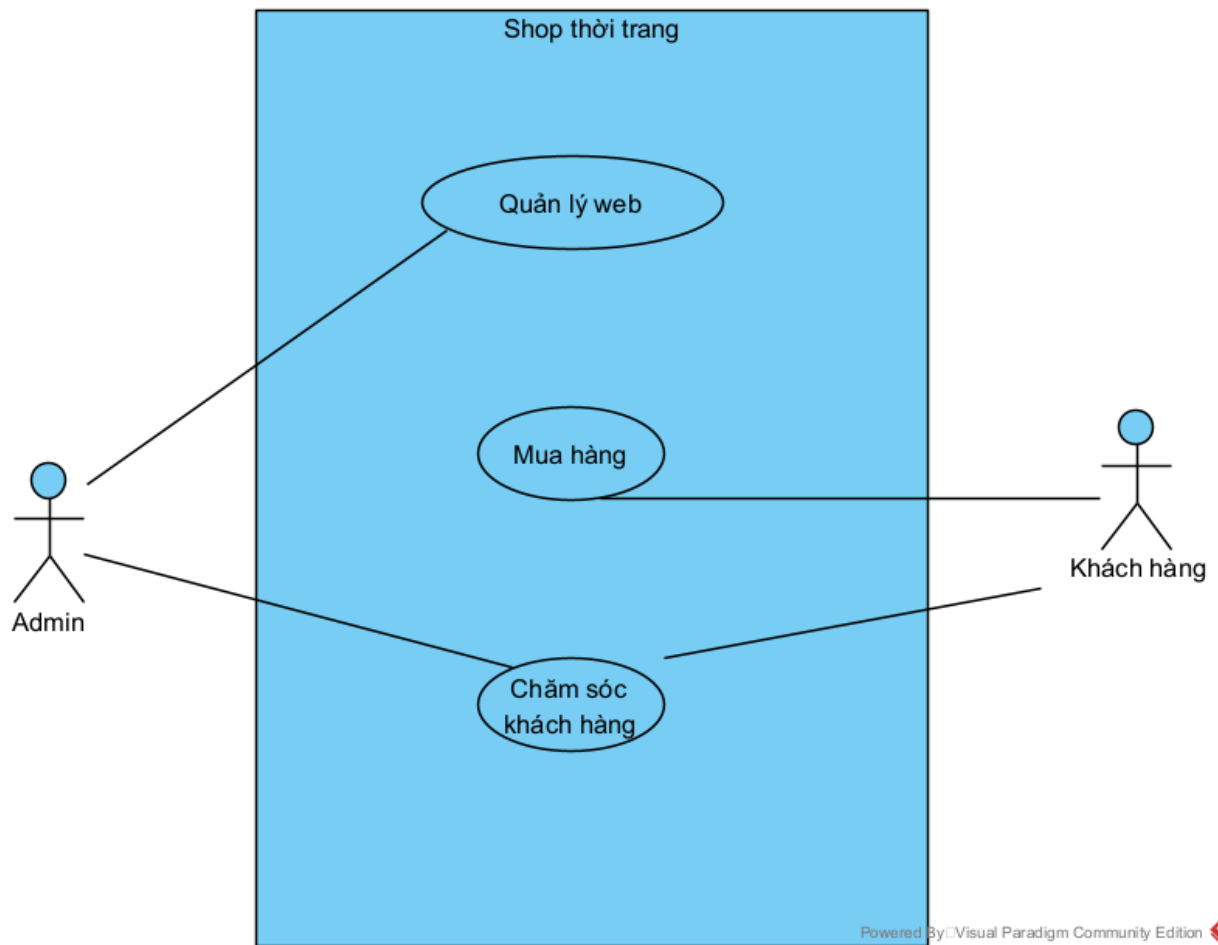 Shop thời trang
Quản lý web
Mua hàng
Khách hàng
Admin
Chăm sóc
khách hàng
Powered By□Visual Paradigm Community Edition